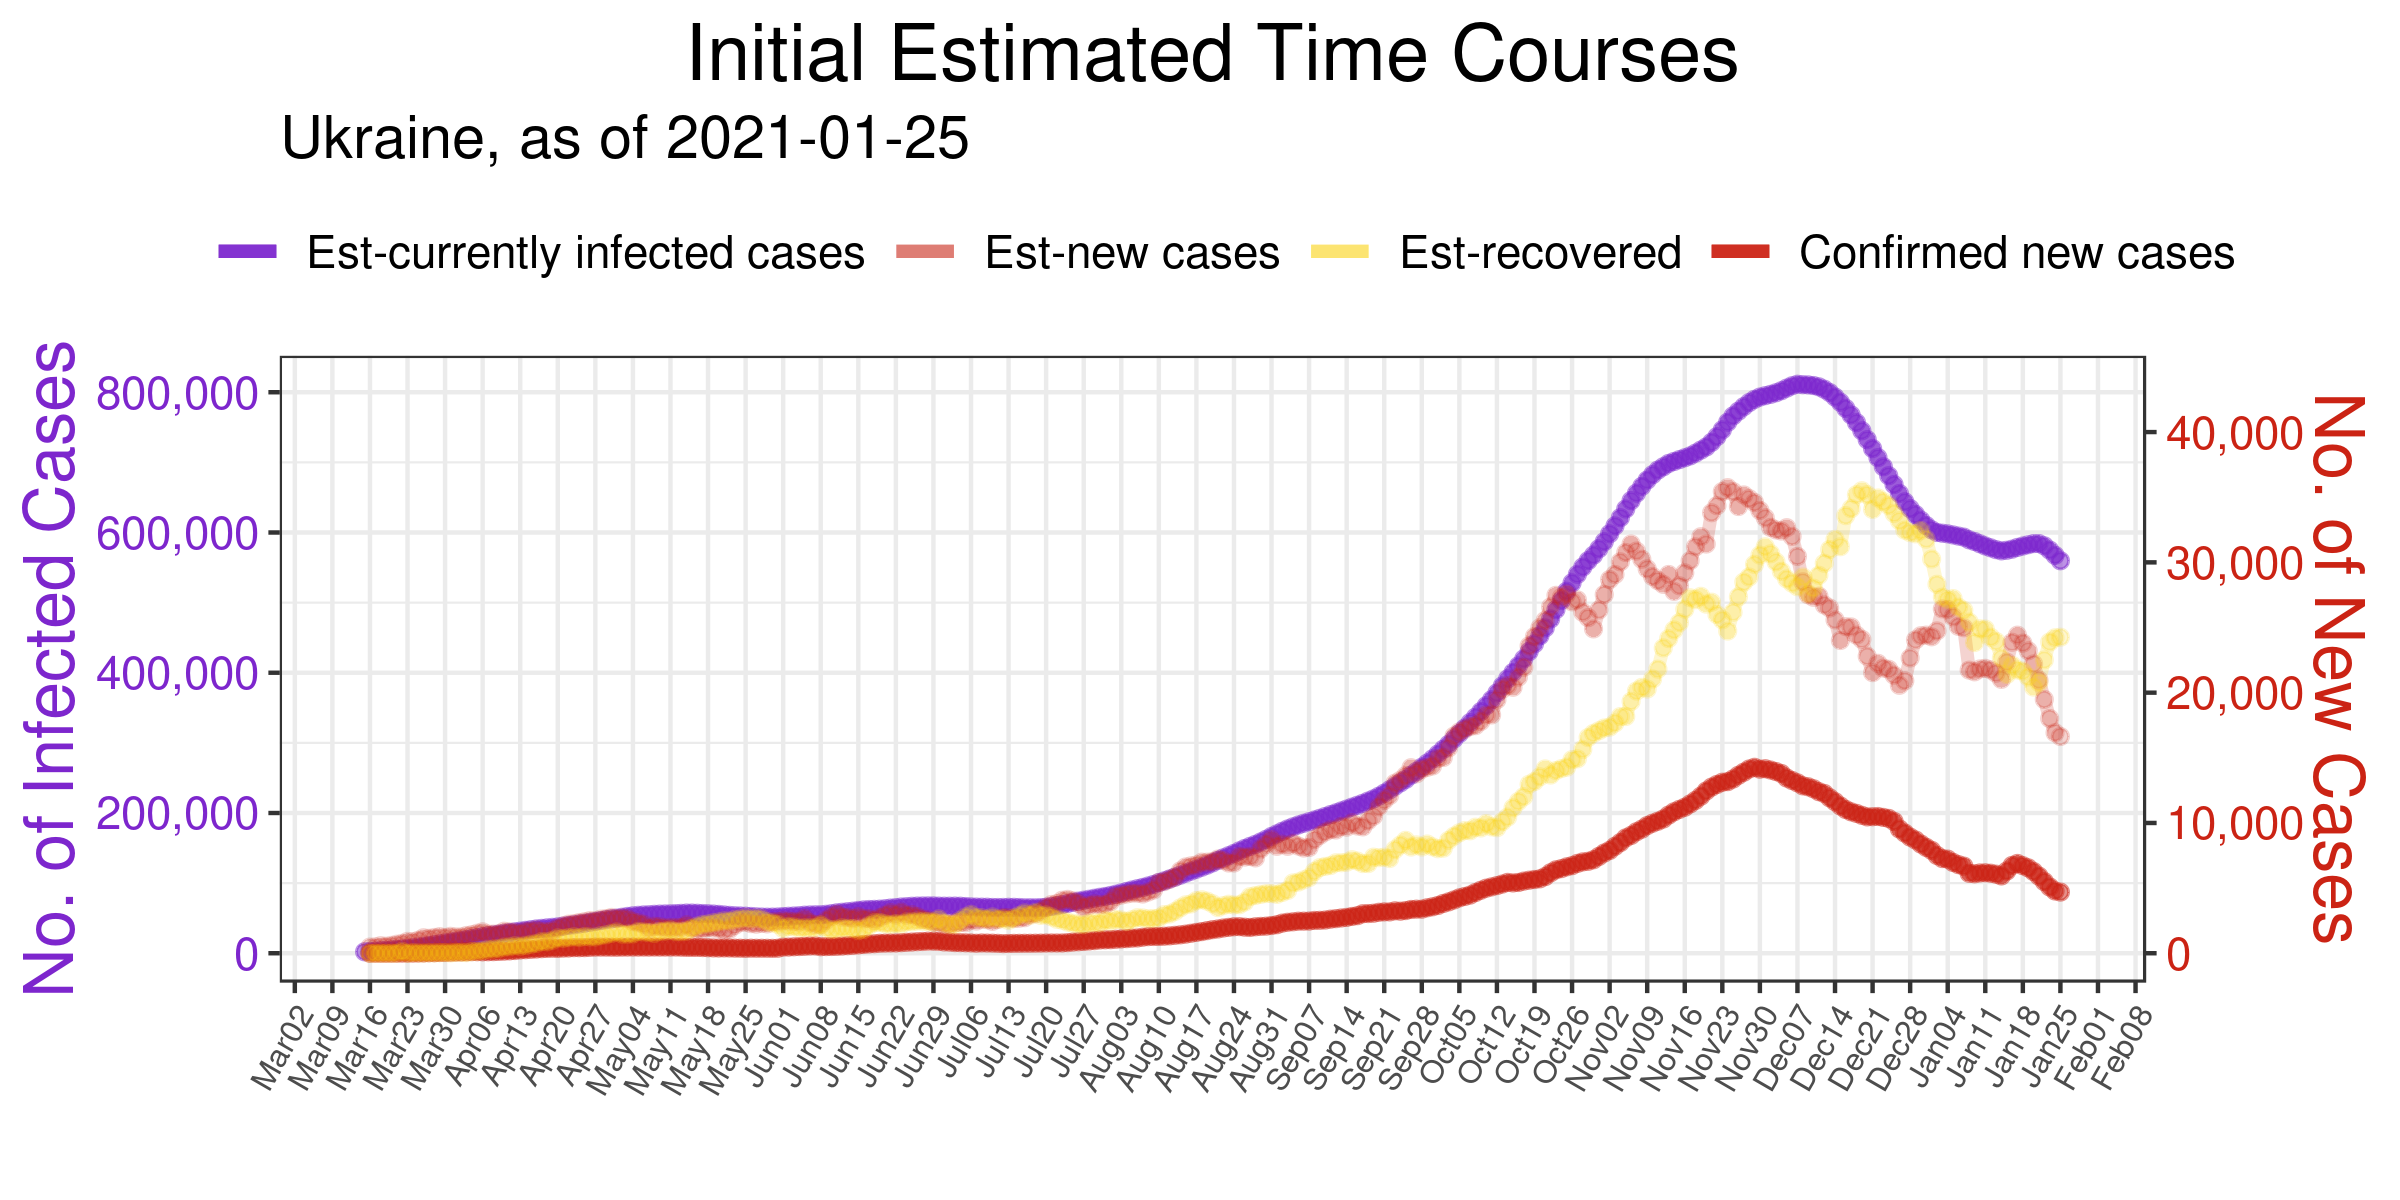 Initial Estimated Time Courses
Ukraine, as of 2021-01-25
Est-currently infected cases Est-new cases Est-recovered Confirmed new cases
No. of Infected Cases
800,000
600,000
400,000
200,000
0
40,000
30,000
20,000
10,000
0
No. of New Cases
Mar02 Mar09 Mar16 Mar23 Mar30 Apr06 Apr13 Apr20 Apr27 May04 May11 May18 May25 Jun01 Jun08 Jun15 Jun22 Jun29 Jul06 Jul13 Jul20 Jul27 Aug03 Aug10 Aug17 Aug24 Aug31 Sep07 Sep14 Sep21 Sep28 Oct05 Oct12 Oct19 Oct26 Nov02 Nov09 Nov16 Nov23 Nov30 Dec07 Dec14 Dec21 Dec28 Jan04 Jan11 Jan18 Jan25 Feb01 Feb08